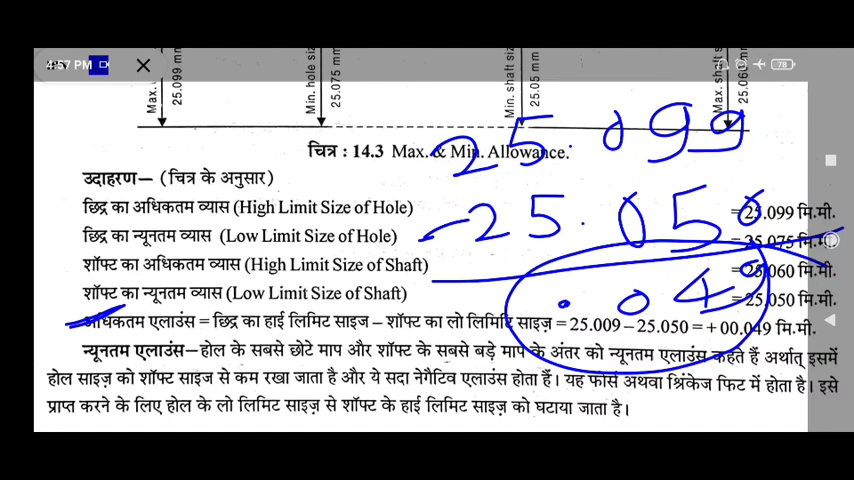 4:57 PM
78
Max.
25.099 mm
Min. hole size
25.075 mm
Min. shaft size
25.05 mm
Max. shaft
25.060
चित्र : 14.3 Max. & Min. Allowance.
25.099
उदाहरण— (चित्र के अनुसार)
छिद्र का अधिकतम व्यास (High Limit Size of Hole) = 25.099 मि.मी.
25.050
छिद्र का न्यूनतम व्यास (Low Limit Size of Hole) = 25.075 मि.मी.
शॉफ्ट का अधिकतम व्यास (High Limit Size of Shaft) = 25.060 मि.मी.
.049
शॉफ्ट का न्यूनतम व्यास (Low Limit Size of Shaft) = 25.050 मि.मी.
अधिकतम एलाउंस = छिद्र का हाई लिमिट साइज – शॉफ्ट का लो लिमिटि साइज़ = 25.009 – 25.050 = + 00.049 मि.मी.
न्यूनतम एलाउंस—होल के सबसे छोटे माप और शॉफ्ट के सबसे बड़े माप के अंतर को न्यूनतम एलाउंस कहते हैं अर्थात् इसमें
होल साइज़ को शॉफ्ट साइज़ से कम रखा जाता है और ये सदा नेगैटिव एलाउंस होता हैं। यह फोर्स अथवा श्रिंकेज फिट में होता है। इसे
प्राप्त करने के लिए होल के लो लिमिट साइज़ से शॉफ्ट के हाई लिमिट साइज़ को घटाया जाता है।